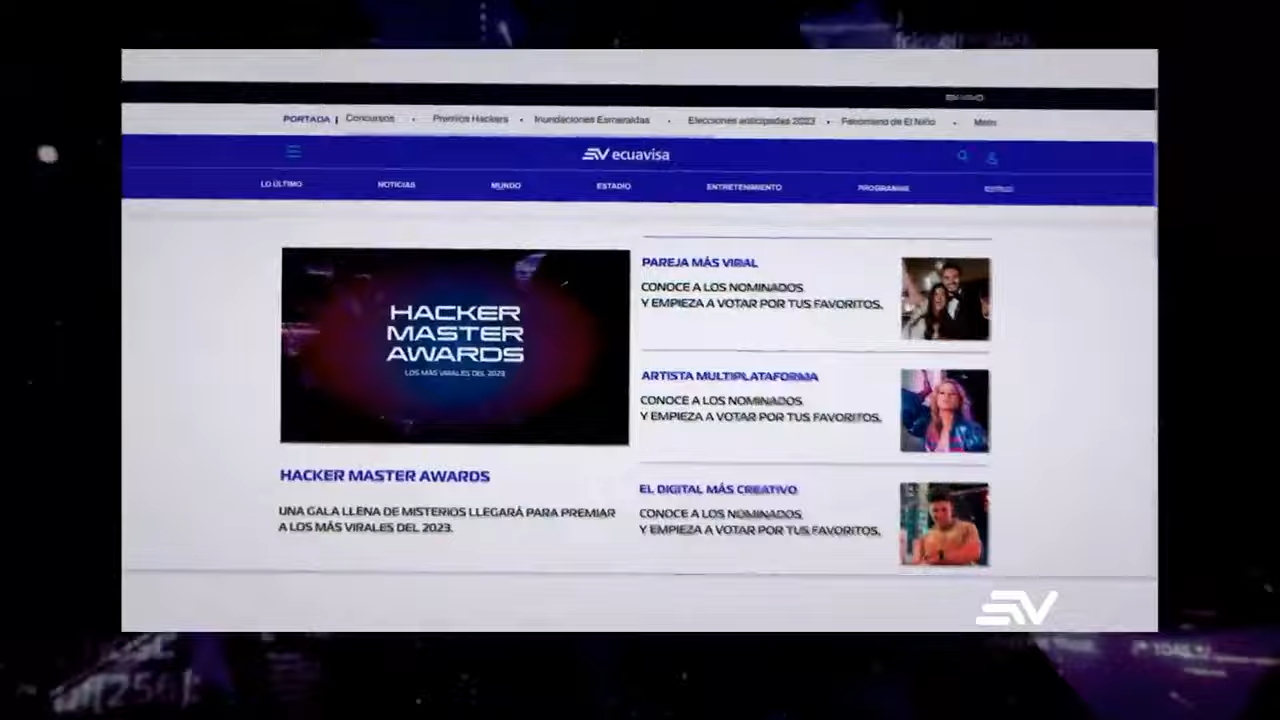 EN VIVO
PORTADA | Concursos • Premios Hackers • Inundaciones Esmeraldas • Elecciones anticipadas 2023 • Fenómeno de El Niño •
ecuavisa
LO ÚLTIMO NOTICIAS MUNDO ESTADIO ENTRETENIMIENTO PROGRAMAS
HACKER
MASTER
AWARDS
LOS MÁS VIRALES DEL 2023
HACKER MASTER AWARDS
UNA GALA LLENA DE MISTERIOS LLEGARÁ PARA PREMIAR
A LOS MÁS VIRALES DEL 2023.
PAREJA MÁS VIRAL
CONOCE A LOS NOMINADOS
Y EMPIEZA A VOTAR POR TUS FAVORITOS.
ARTISTA MULTIPLATAFORMA
CONOCE A LOS NOMINADOS
Y EMPIEZA A VOTAR POR TUS FAVORITOS.
EL DIGITAL MÁS CREATIVO
CONOCE A LOS NOMINADOS
Y EMPIEZA A VOTAR POR TUS FAVORITOS.